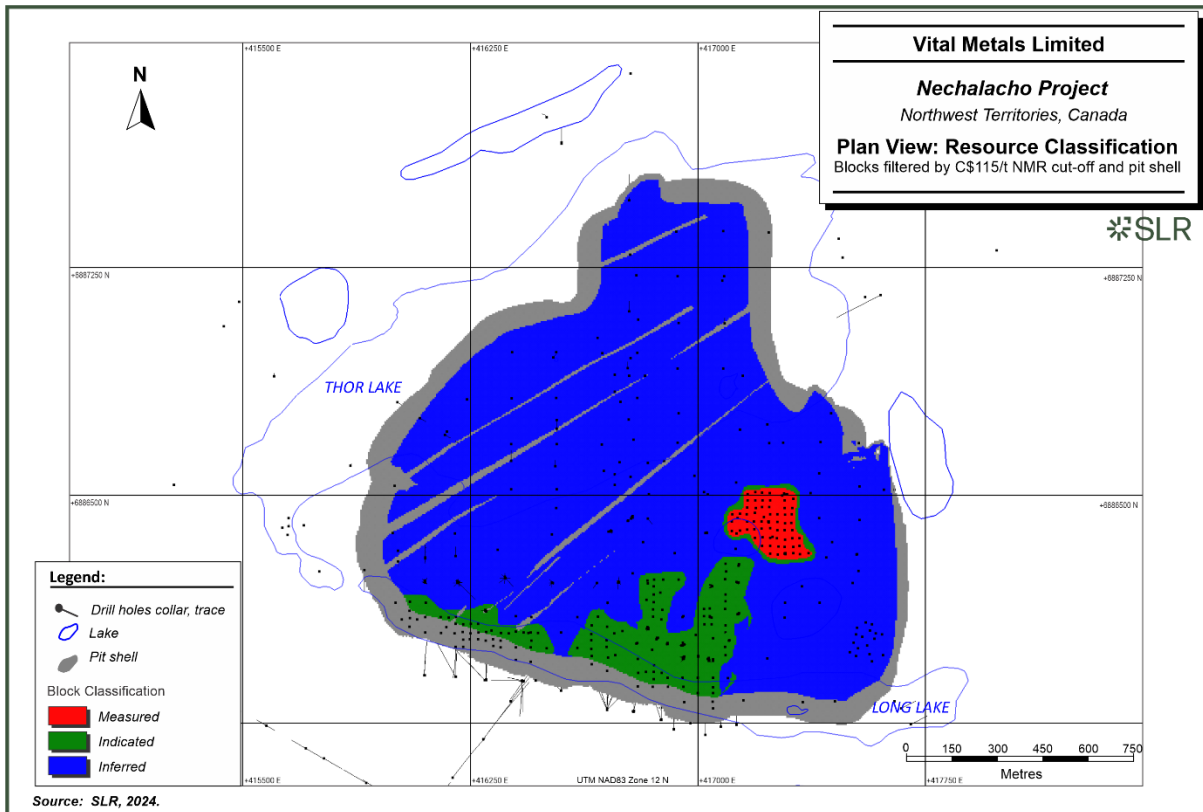 Vital Metals Limited
Nechalacho Project
Northwest Territories, Canada
Plan View: Resource Classification
Blocks filtered by C$115/t NMR cut-off and pit shell
SLR
+415500 E
+416250 E
+417000 E
N
+6887250 N
+6887250 N
THOR LAKE
+6886500 N
+6886500 N
LONG LAKE
Legend:
Drill holes collar, trace
Lake
Pit shell
Block Classification
Measured
Indicated
Inferred
0 150 300 450 600 750
Metres
+415500 E
+416250 E
UTM NAD83 Zone 12 N
+417000 E
+417750 E
Source: SLR, 2024.